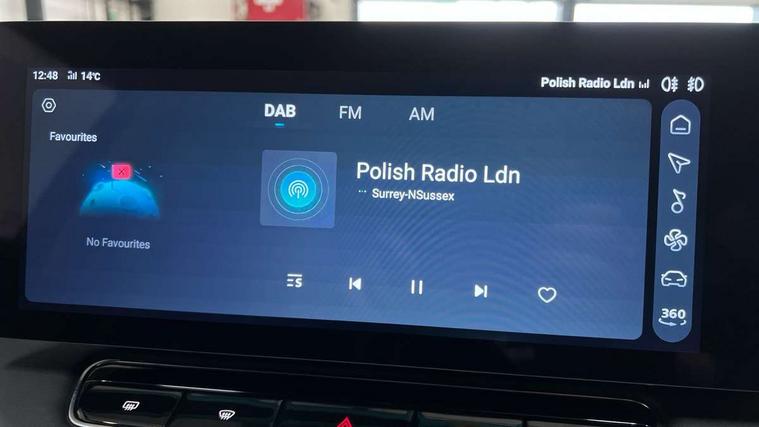 12:48 14℃
Polish Radio Ldn
DAB FM AM
Favourites
Polish Radio Ldn
Surrey-NSussex
No Favourites
360